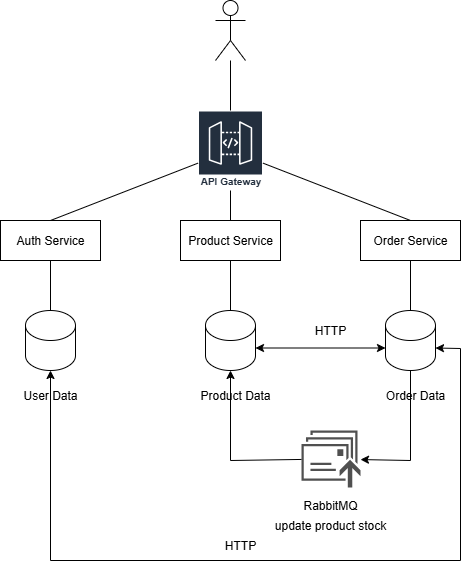 API Gateway
Auth Service
Product Service
Order Service
HTTP
User Data
Product Data
Order Data
RabbitMQ
update product stock
HTTP